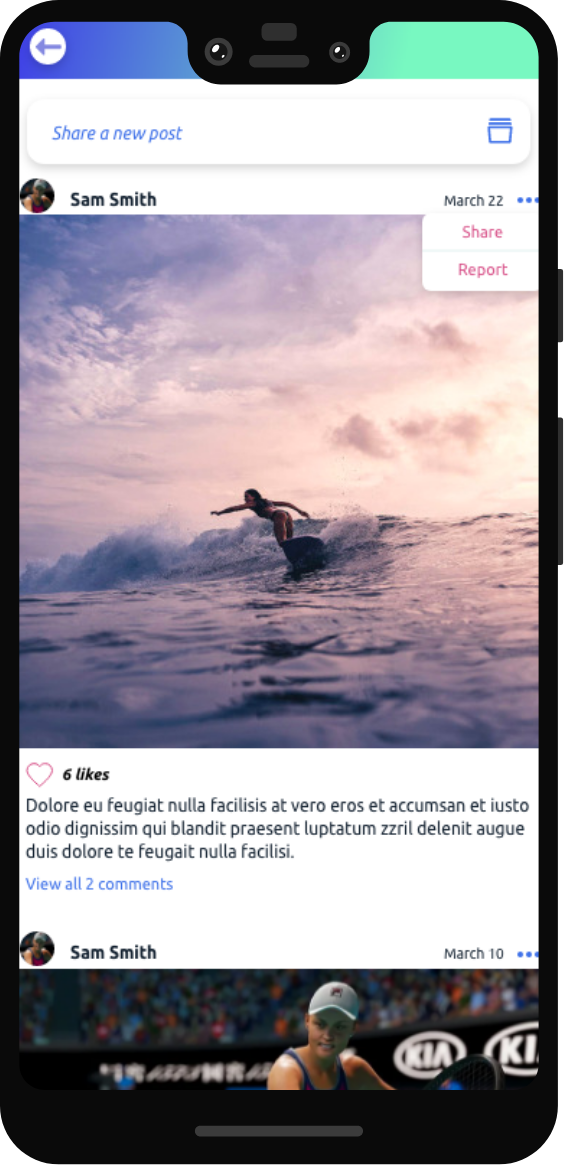 Share a new post
Sam Smith
March 22
Share
Report
6 likes
Dolore eu feugiat nulla facilisis at vero eros et accumsan et iusto
odio dignissim qui blandit praesent luptatum zzril delenit augue
duis dolore te feugait nulla facilisi.
View all 2 comments
Sam Smith
March 10
KIA
KI